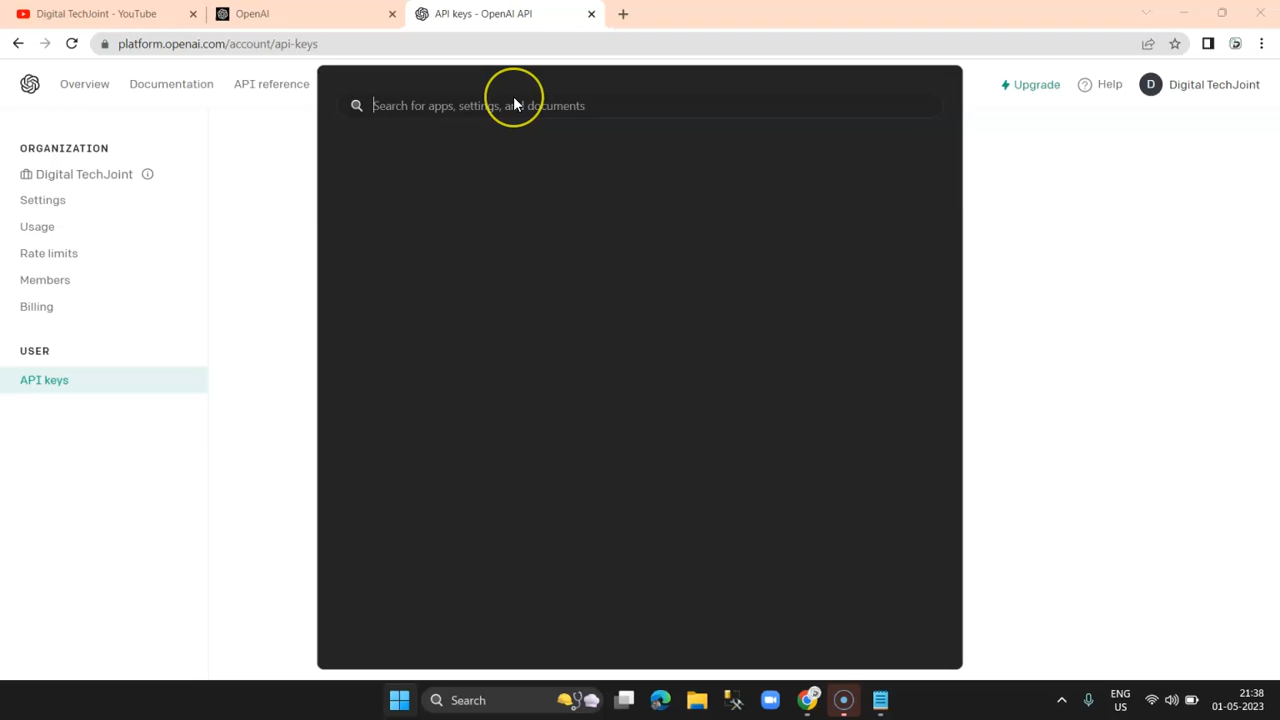 Digital TechJoint - YouTube
OpenAI
API keys - OpenAI API
platform.openai.com/account/api-keys
Overview
Documentation
API reference
Search for apps, settings, and documents
Upgrade
Help
D
Digital TechJoint
ORGANIZATION
Digital TechJoint
Settings
Usage
Rate limits
Members
Billing
USER
API keys
Search
ENG
US
21:38
01-05-2023